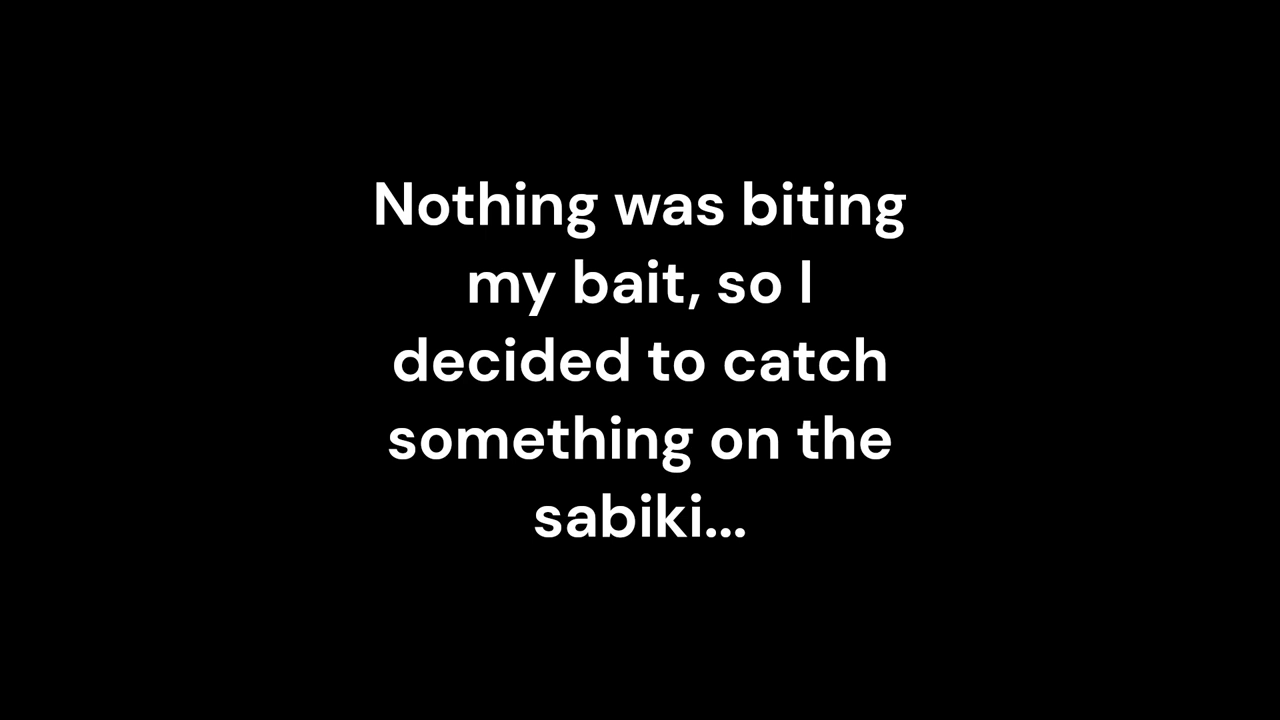 Nothing was biting
my bait, so I
decided to catch
something on the
sabiki...